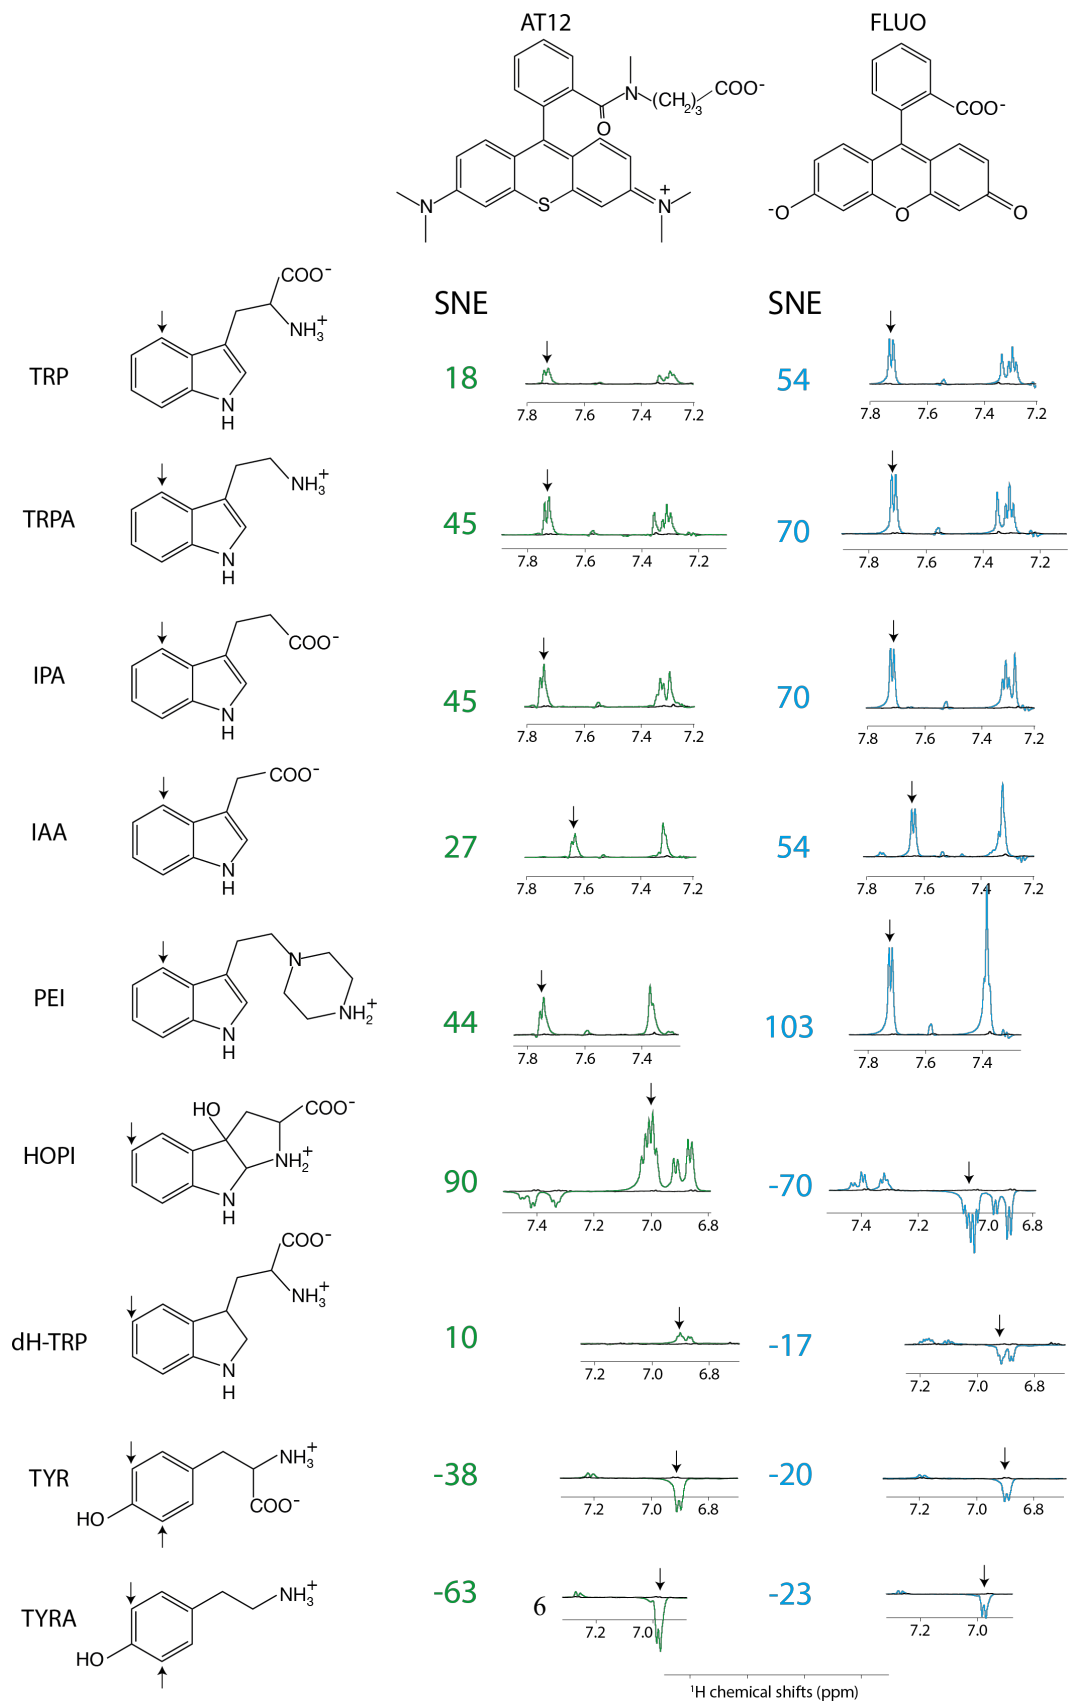 AT12 FLUO
COO⁻
N
(CH₂)₃
O
COO⁻
N
S
N
+
⁻O
O
O
SNE SNE
TRP
COO⁻
NH₃⁺
N
H
18
7.8 7.6 7.4 7.2
54
7.8 7.6 7.4 7.2
TRPA
NH₃⁺
N
H
45
7.8 7.6 7.4 7.2
70
7.8 7.6 7.4 7.2
IPA
COO⁻
N
H
45
7.8 7.6 7.4 7.2
70
7.8 7.6 7.4 7.2
IAA
COO⁻
N
H
27
7.8 7.6 7.4 7.2
54
7.8 7.6 7.4 7.2
PEI
N
NH₂⁺
N
H
44
7.8 7.6 7.4
103
7.8 7.6 7.4
HOPI
HO
COO⁻
NH₂⁺
N
H
90
7.4 7.2 7.0 6.8
-70
7.4 7.2 7.0 6.8
dH-TRP
COO⁻
NH₃⁺
N
H
10
7.2 7.0 6.8
-17
7.2 7.0 6.8
TYR
NH₃⁺
COO⁻
HO
-38
7.2 7.0 6.8
-20
7.2 7.0 6.8
TYRA
NH₃⁺
HO
-63
6
7.2 7.0
-23
7.2 7.0
¹H chemical shifts (ppm)